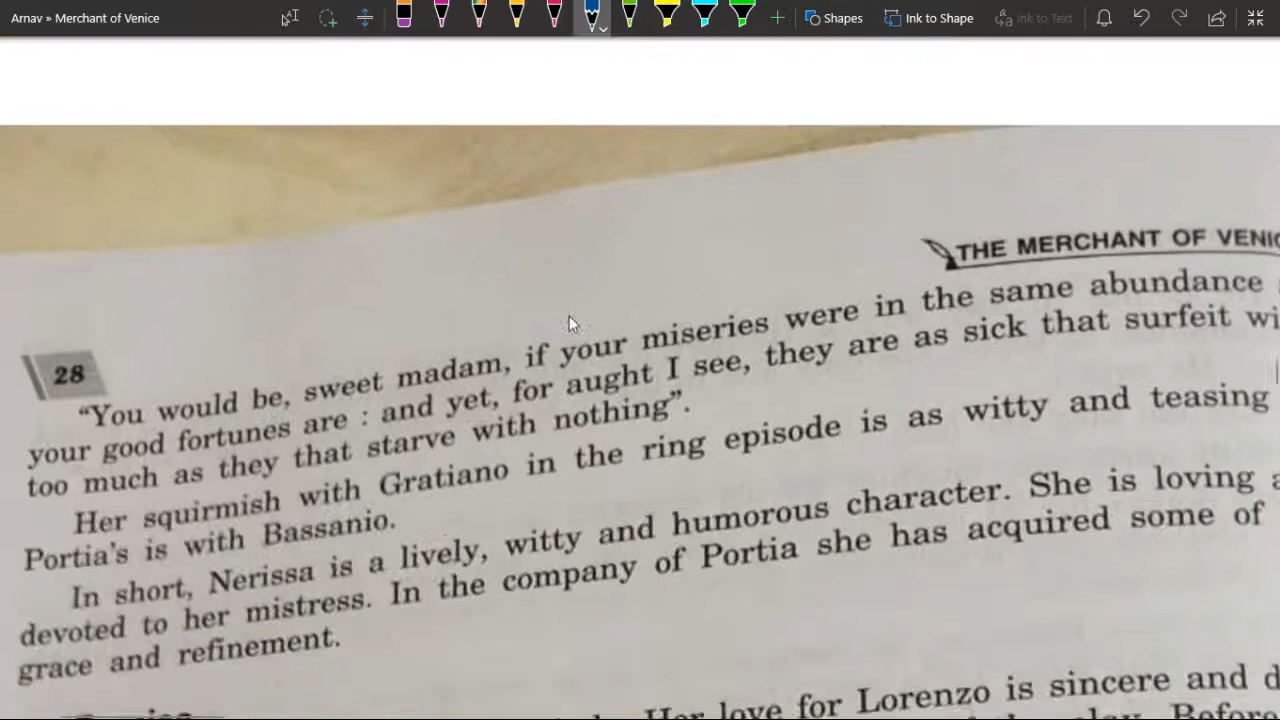 Arnav » Merchant of Venice
Shapes
Ink to Shape
Ink to Text
THE MERCHANT OF VENIC
28
“You would be, sweet madam, if your miseries were in the same abundance
your good fortunes are : and yet, for aught I see, they are as sick that surfeit wi
too much as they that starve with nothing”.
Her squirmish with Gratiano in the ring episode is as witty and teasing
Portia's is with Bassanio.
In short, Nerissa is a lively, witty and humorous character. She is loving a
devoted to her mistress. In the company of Portia she has acquired some of
grace and refinement.
Her love for Lorenzo is sincere and d
Before